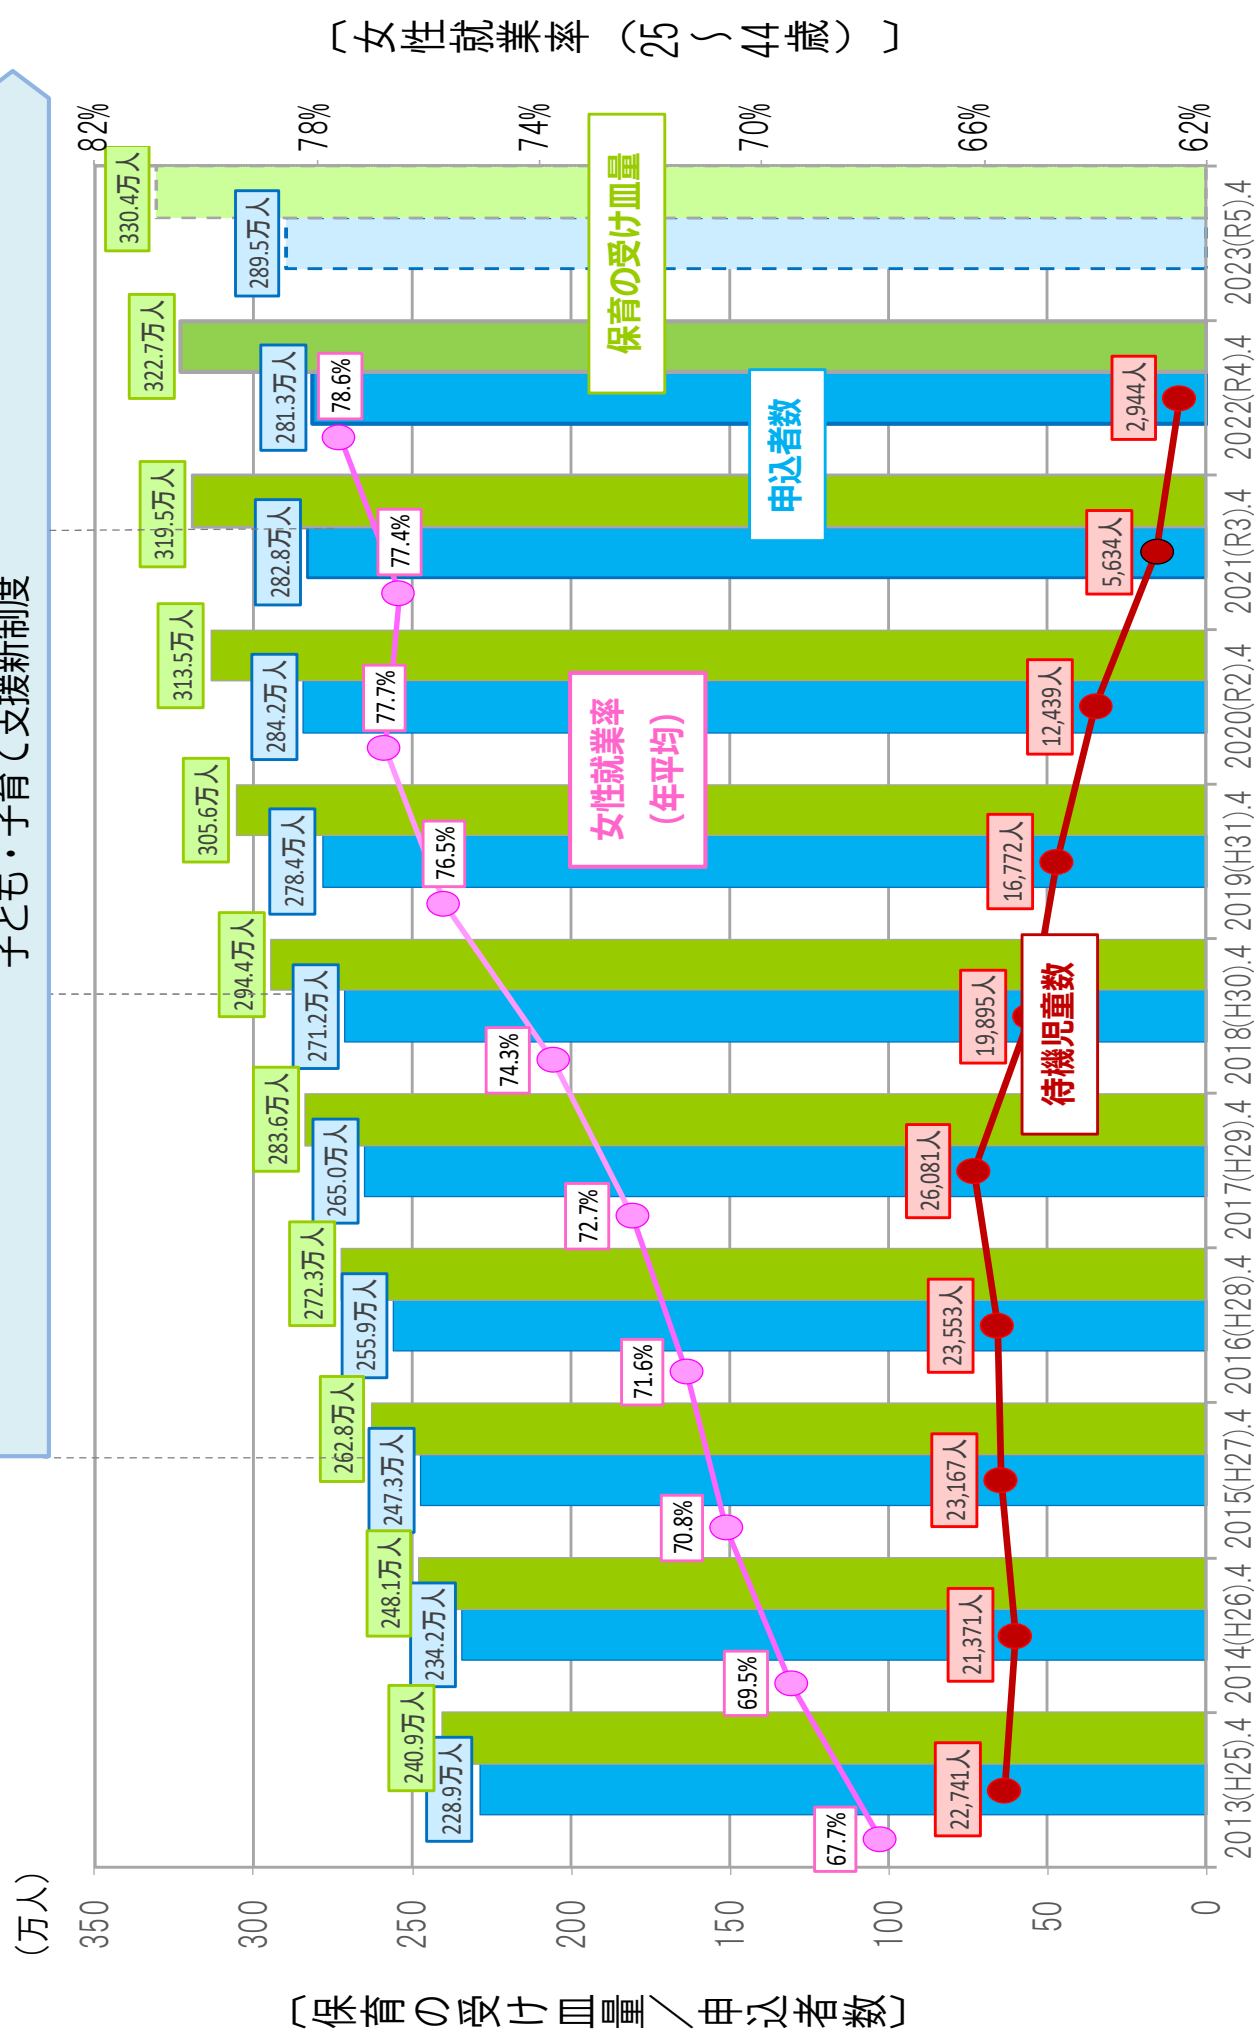 子ども・子育て支援新制度
(万人)
〔保育の受け皿量／申込者数〕
〔女性就業率（25～44歳）〕
350
300
250
200
150
100
50
0
82%
78%
74%
70%
66%
62%
240.9万人
248.1万人
262.8万人
272.3万人
283.6万人
294.4万人
305.6万人
313.5万人
319.5万人
322.7万人
330.4万人
228.9万人
234.2万人
247.3万人
255.9万人
265.0万人
271.2万人
278.4万人
284.2万人
282.8万人
281.3万人
289.5万人
67.7%
69.5%
70.8%
71.6%
72.7%
74.3%
76.5%
77.7%
77.4%
78.6%
保育の受け皿量
申込者数
女性就業率
(年平均)
待機児童数
22,741人
21,371人
23,167人
23,553人
26,081人
19,895人
16,772人
12,439人
5,634人
2,944人
2013(H25).4
2014(H26).4
2015(H27).4
2016(H28).4
2017(H29).4
2018(H30).4
2019(H31).4
2020(R2).4
2021(R3).4
2022(R4).4
2023(R5).4